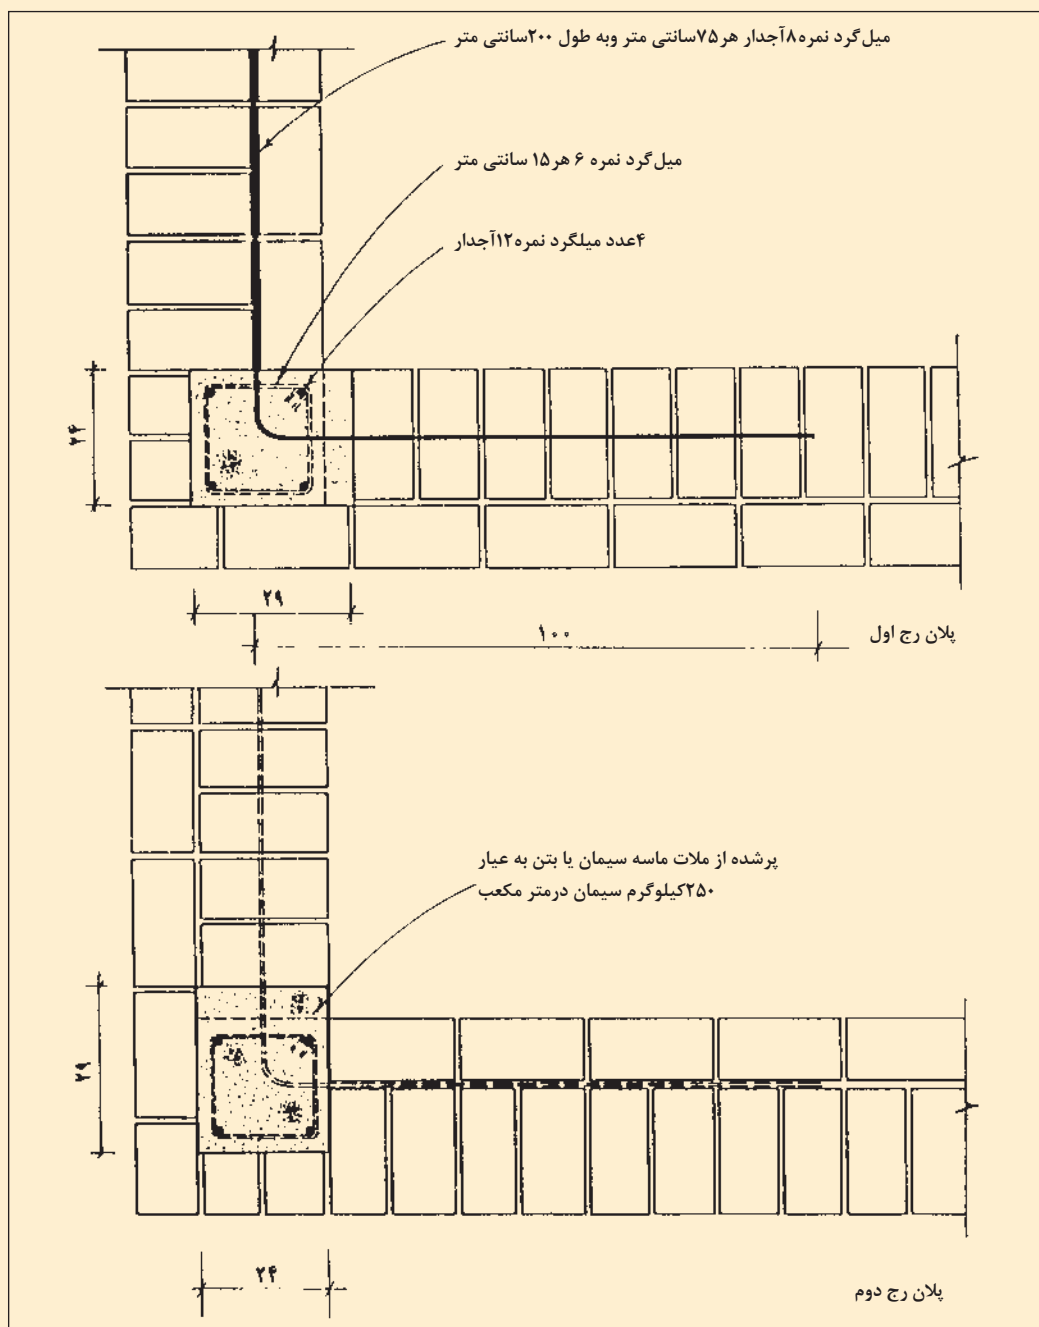 میل‌گرد نمره۸آجدار هر۷۵سانتی متر وبه طول ۲۰۰سانتی متر
میل‌گرد نمره ۶ هر۱۵ سانتی متر
۴عدد میلگرد نمره۱۲آجدار
۲۴
۲۹
۱۰۰
پلان رج اول
پرشده از ملات ماسه سیمان یا بتن به عیار
۲۵۰کیلوگرم سیمان درمتر مکعب
۲۹
۲۴
پلان رج دوم